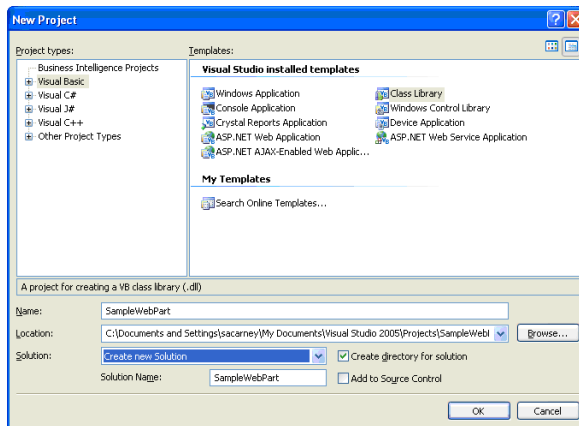 New Project
Project types:
Templates:
Business Intelligence Projects
Visual Basic
Visual C#
Visual J#
Visual C++
Other Project Types
Visual Studio installed templates
Windows Application
Class Library
Console Application
Windows Control Library
Crystal Reports Application
Device Application
ASP.NET Web Application
ASP.NET Web Service Application
ASP.NET AJAX-Enabled Web Applic...
My Templates
Search Online Templates...
A project for creating a VB class library (.dll)
Name:
SampleWebPart
Location:
C:\Documents and Settings\sacarney\My Documents\Visual Studio 2005\Projects\SampleWebI
Browse...
Solution:
Create new Solution
Create directory for solution
Solution Name:
SampleWebPart
Add to Source Control
OK
Cancel